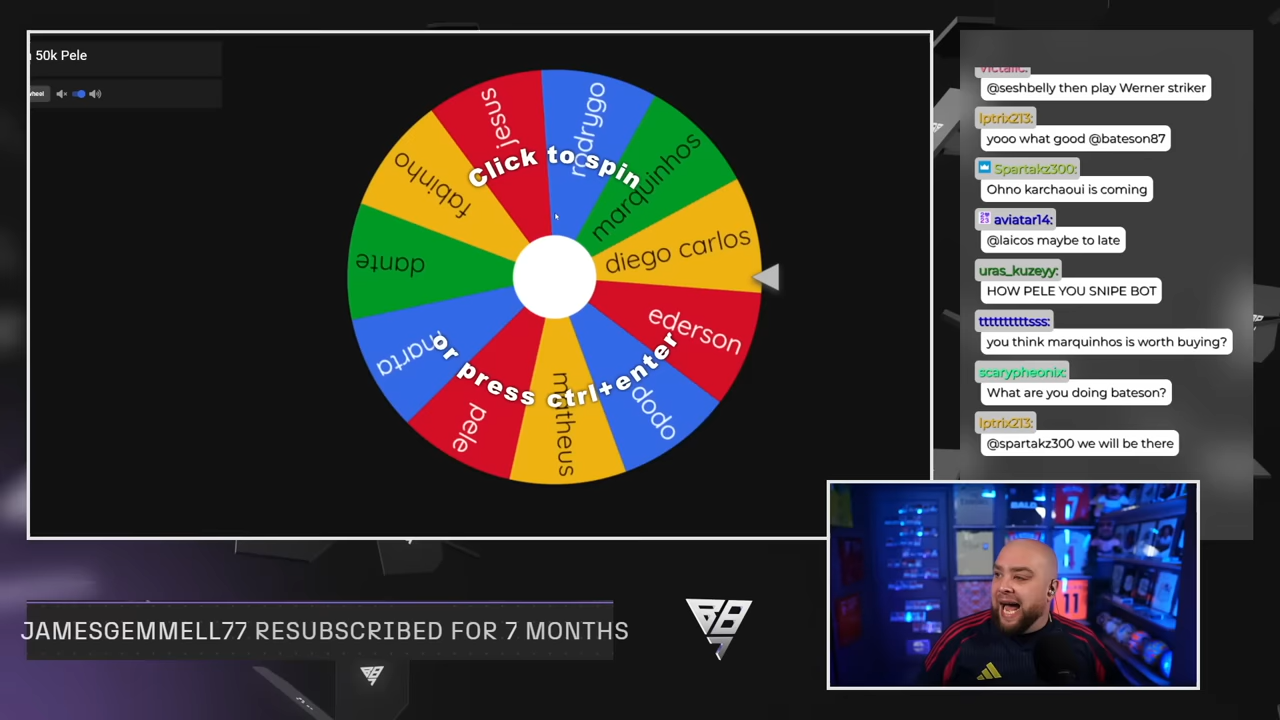 50k Pele
wheel
jesus
rodrygo
marquinhos
diego carlos
ederson
dodo
matheus
pele
marta
dante
fabinho
Click to spin
or press ctrl+enter
@seshbelly then play Werner striker
lptrix213:
yooo what good @bateson87
Spartakz300:
Ohno karchaoui is coming
aviatar14:
@laicos maybe to late
uras_kuzeyy:
HOW PELE YOU SNIPE BOT
ttttttttttsss:
you think marquinhos is worth buying?
scarypheonix:
What are you doing bateson?
lptrix213:
@spartakz300 we will be there
JAMESGEMMELL77 RESUBSCRIBED FOR 7 MONTHS
B87